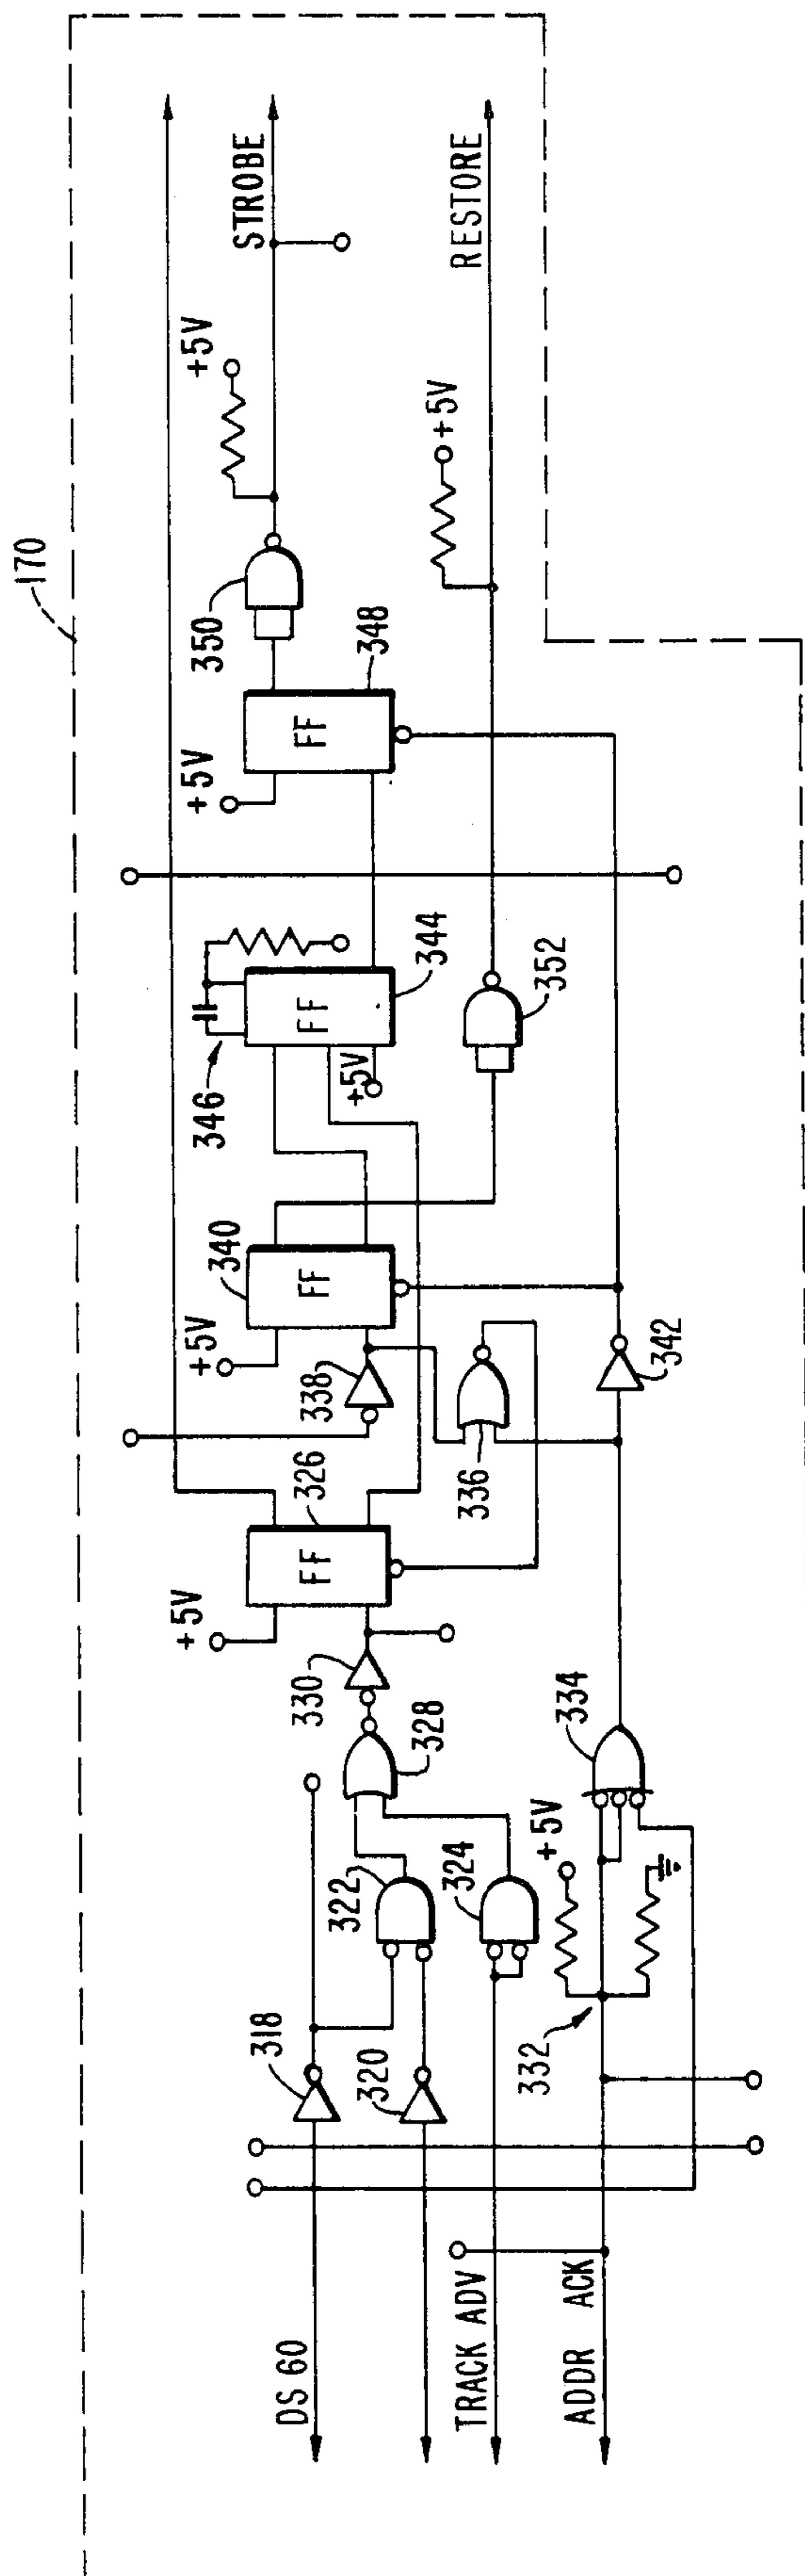 170
STROBE
RESTORE
+5V
+5V
350
348
FF
+5V
344
FF
346
+5V
352
340
FF
+5V
338
336
342
326
FF
+5V
330
328
334
322
324
+5V
318
320
332
DS 60
TRACK ADV
ADDR ACK